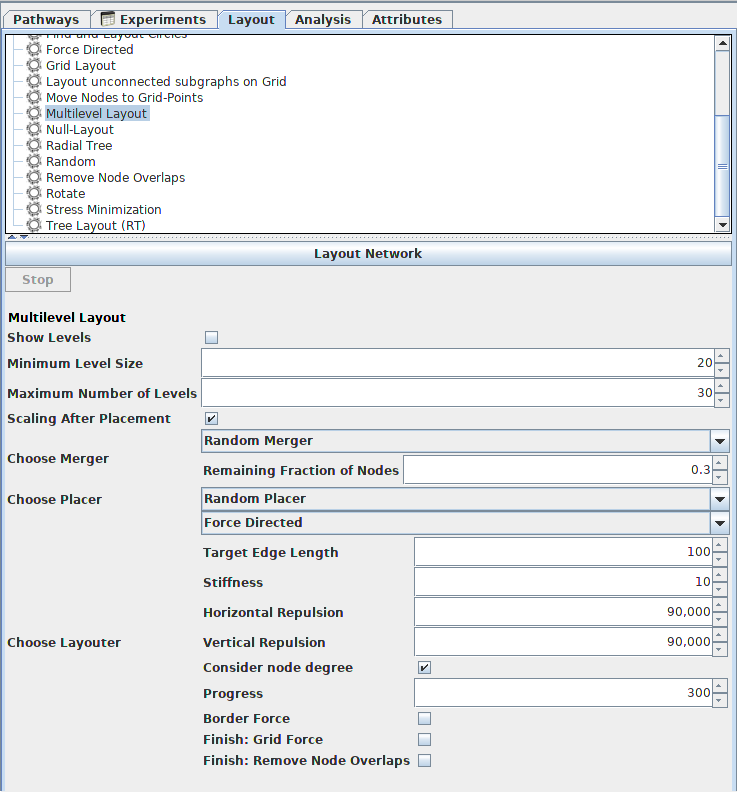 Pathways Experiments Layout Analysis Attributes
Find and Layout Circles
Force Directed
Grid Layout
Layout unconnected subgraphs on Grid
Move Nodes to Grid-Points
Multilevel Layout
Null-Layout
Radial Tree
Random
Remove Node Overlaps
Rotate
Stress Minimization
Tree Layout (RT)
Layout Network
Stop
Multilevel Layout
Show Levels
Minimum Level Size 20
Maximum Number of Levels 30
Scaling After Placement
Choose Merger
Random Merger
Remaining Fraction of Nodes 0.3
Choose Placer Random Placer
Choose Layouter
Force Directed
Target Edge Length 100
Stiffness 10
Horizontal Repulsion 90,000
Vertical Repulsion 90,000
Consider node degree
Progress 300
Border Force
Finish: Grid Force
Finish: Remove Node Overlaps